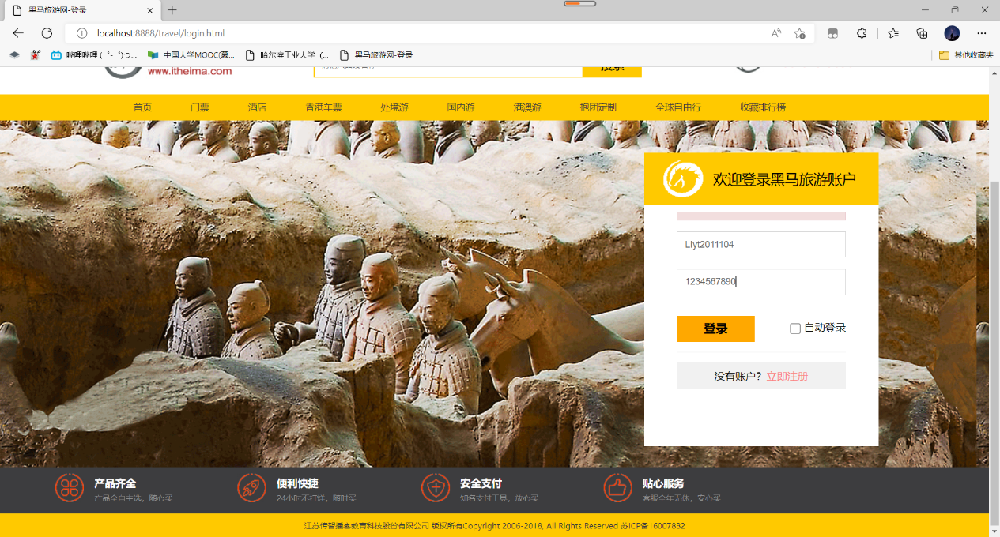 黑马旅游网-登录
localhost:8888/travel/login.html
哔哩哔哩 (゜-゜)つ... 中国大学MOOC(慕... 哈尔滨工业大学（... 黑马旅游网-登录 其他收藏夹
www.itheima.com
搜索
首页 门票 酒店 香港车票 处境游 国内游 港澳游 抱团定制 全球自由行 收藏排行榜
欢迎登录黑马旅游账户
Llyt2011104
1234567890
登录 自动登录
没有账户？立即注册
产品齐全 便利快捷 安全支付 贴心服务
产品全自主选，随心买 24小时不打烊，随时买 知名支付工具，放心买 客服全年无休，安心买
江苏传智播客教育科技股份有限公司 版权所有Copyright 2006-2018, All Rights Reserved 苏ICP备16007882